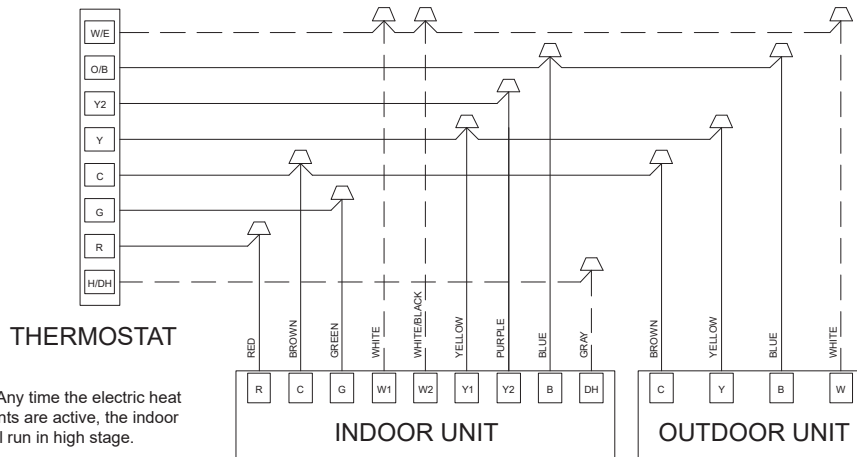 W/E
O/B
Y2
Y
C
G
R
H/DH
THERMOSTAT
RED
BROWN
GREEN
WHITE
WHITE/BLACK
YELLOW
PURPLE
BLUE
GRAY
BROWN
YELLOW
BLUE
WHITE
R C G W1 W2 Y1 Y2 B DH
C Y B W
INDOOR UNIT
OUTDOOR UNIT
Any time the electric heat
nts are active, the indoor
l run in high stage.